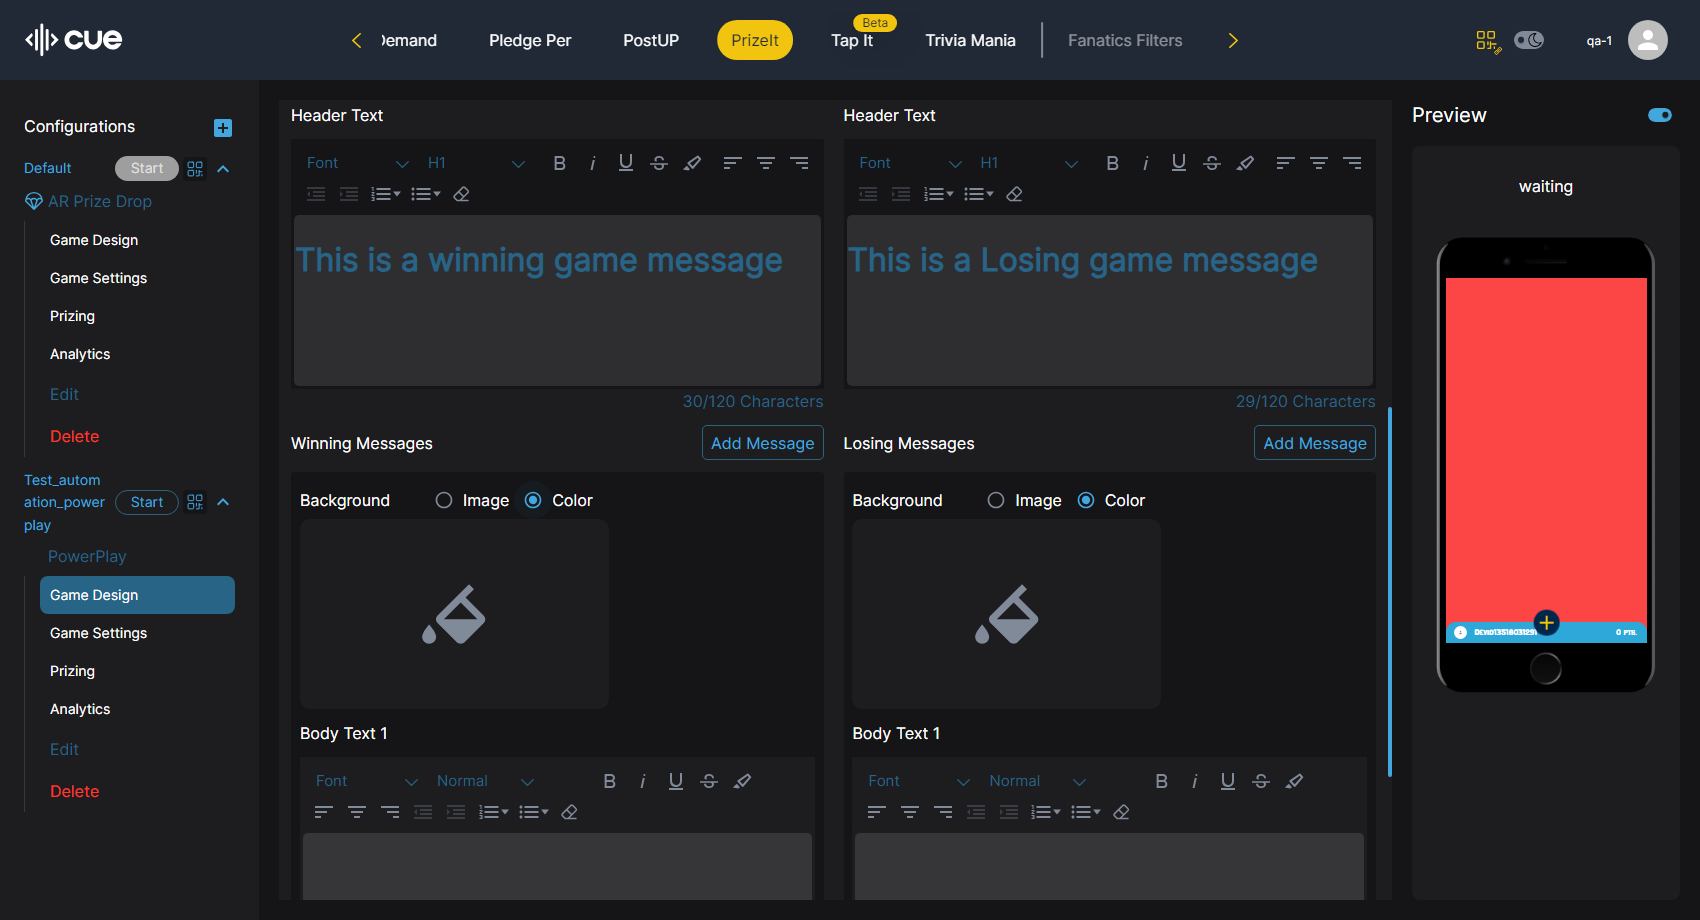 cue
Demand
Pledge Per
PostUP
PrizeIt
Beta
Tap It
Trivia Mania
Fanatics Filters
qa-1
Configurations
Default
Start
AR Prize Drop
Game Design
Game Settings
Prizing
Analytics
Edit
Delete
Test_autom
ation_power
play
Start
PowerPlay
Game Design
Game Settings
Prizing
Analytics
Edit
Delete
Header Text
Font H1 B i U S
This is a winning game message
30/120 Characters
Winning Messages
Add Message
Background
Image
Color
Body Text 1
Font Normal B i U S
Header Text
Font H1 B i U S
This is a Losing game message
29/120 Characters
Losing Messages
Add Message
Background
Image
Color
Body Text 1
Font Normal B i U S
Preview
waiting
0 PTS.